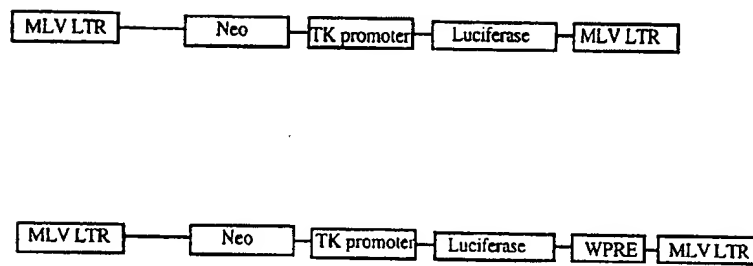 MLV LTR Neo TK promoter Luciferase MLV LTR
MLV LTR Neo TK promoter Luciferase WPRE MLV LTR